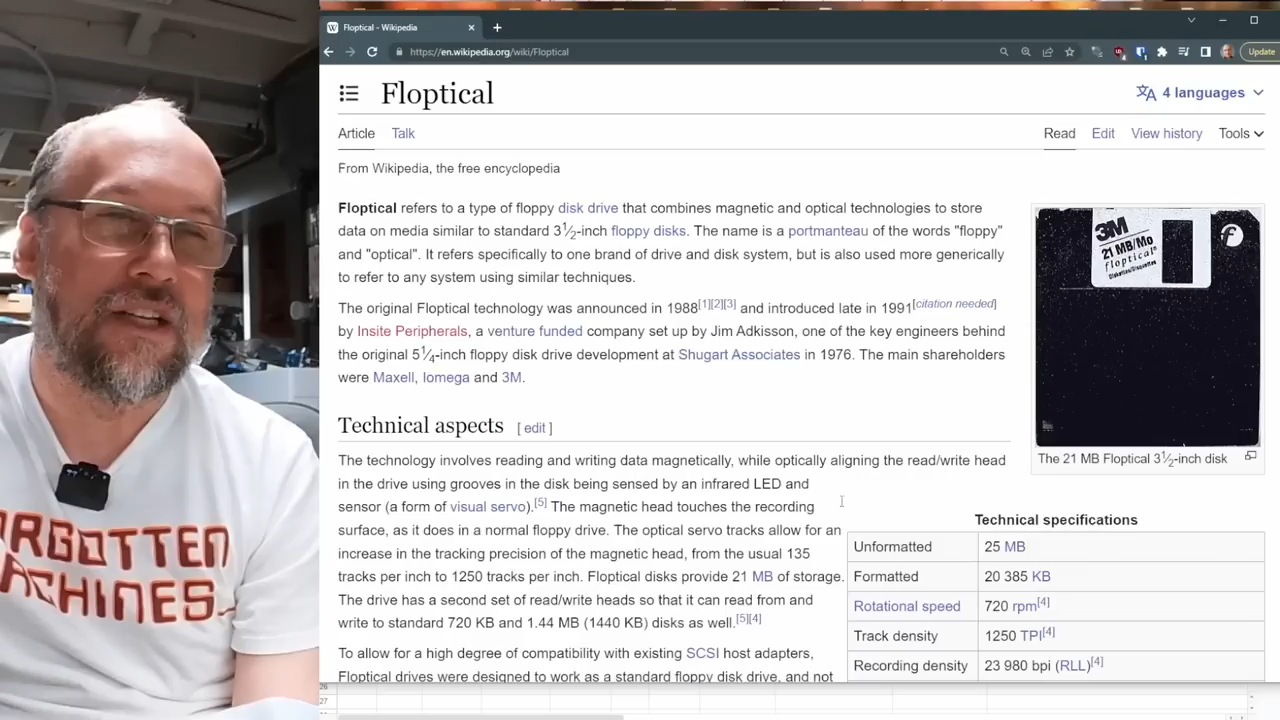 Floptical - Wikipedia
https://en.wikipedia.org/wiki/Floptical
Update
Floptical
4 languages
Article Talk
Read Edit View history Tools
From Wikipedia, the free encyclopedia
Floptical refers to a type of floppy disk drive that combines magnetic and optical technologies to store
data on media similar to standard 3½-inch floppy disks. The name is a portmanteau of the words "floppy"
and "optical". It refers specifically to one brand of drive and disk system, but is also used more generically
to refer to any system using similar techniques.
The original Floptical technology was announced in 1988[1][2][3] and introduced late in 1991[citation needed]
by Insite Peripherals, a venture funded company set up by Jim Adkisson, one of the key engineers behind
the original 5¼-inch floppy disk drive development at Shugart Associates in 1976. The main shareholders
were Maxell, Iomega and 3M.
3M
21 MB/Mo
floptical
Diskettes/Disquettes
f
The 21 MB Floptical 3½-inch disk
Technical aspects [ edit ]
The technology involves reading and writing data magnetically, while optically aligning the read/write head
in the drive using grooves in the disk being sensed by an infrared LED and
sensor (a form of visual servo).[5] The magnetic head touches the recording
surface, as it does in a normal floppy drive. The optical servo tracks allow for an
increase in the tracking precision of the magnetic head, from the usual 135
tracks per inch to 1250 tracks per inch. Floptical disks provide 21 MB of storage.
The drive has a second set of read/write heads so that it can read from and
write to standard 720 KB and 1.44 MB (1440 KB) disks as well.[5][4]
To allow for a high degree of compatibility with existing SCSI host adapters,
Floptical drives were designed to work as a standard floppy disk drive, and not
Technical specifications
Unformatted 25 MB
Formatted 20 385 KB
Rotational speed 720 rpm[4]
Track density 1250 TPI[4]
Recording density 23 980 bpi (RLL)[4]
26
27
ORGOTTEN
MACHINES_